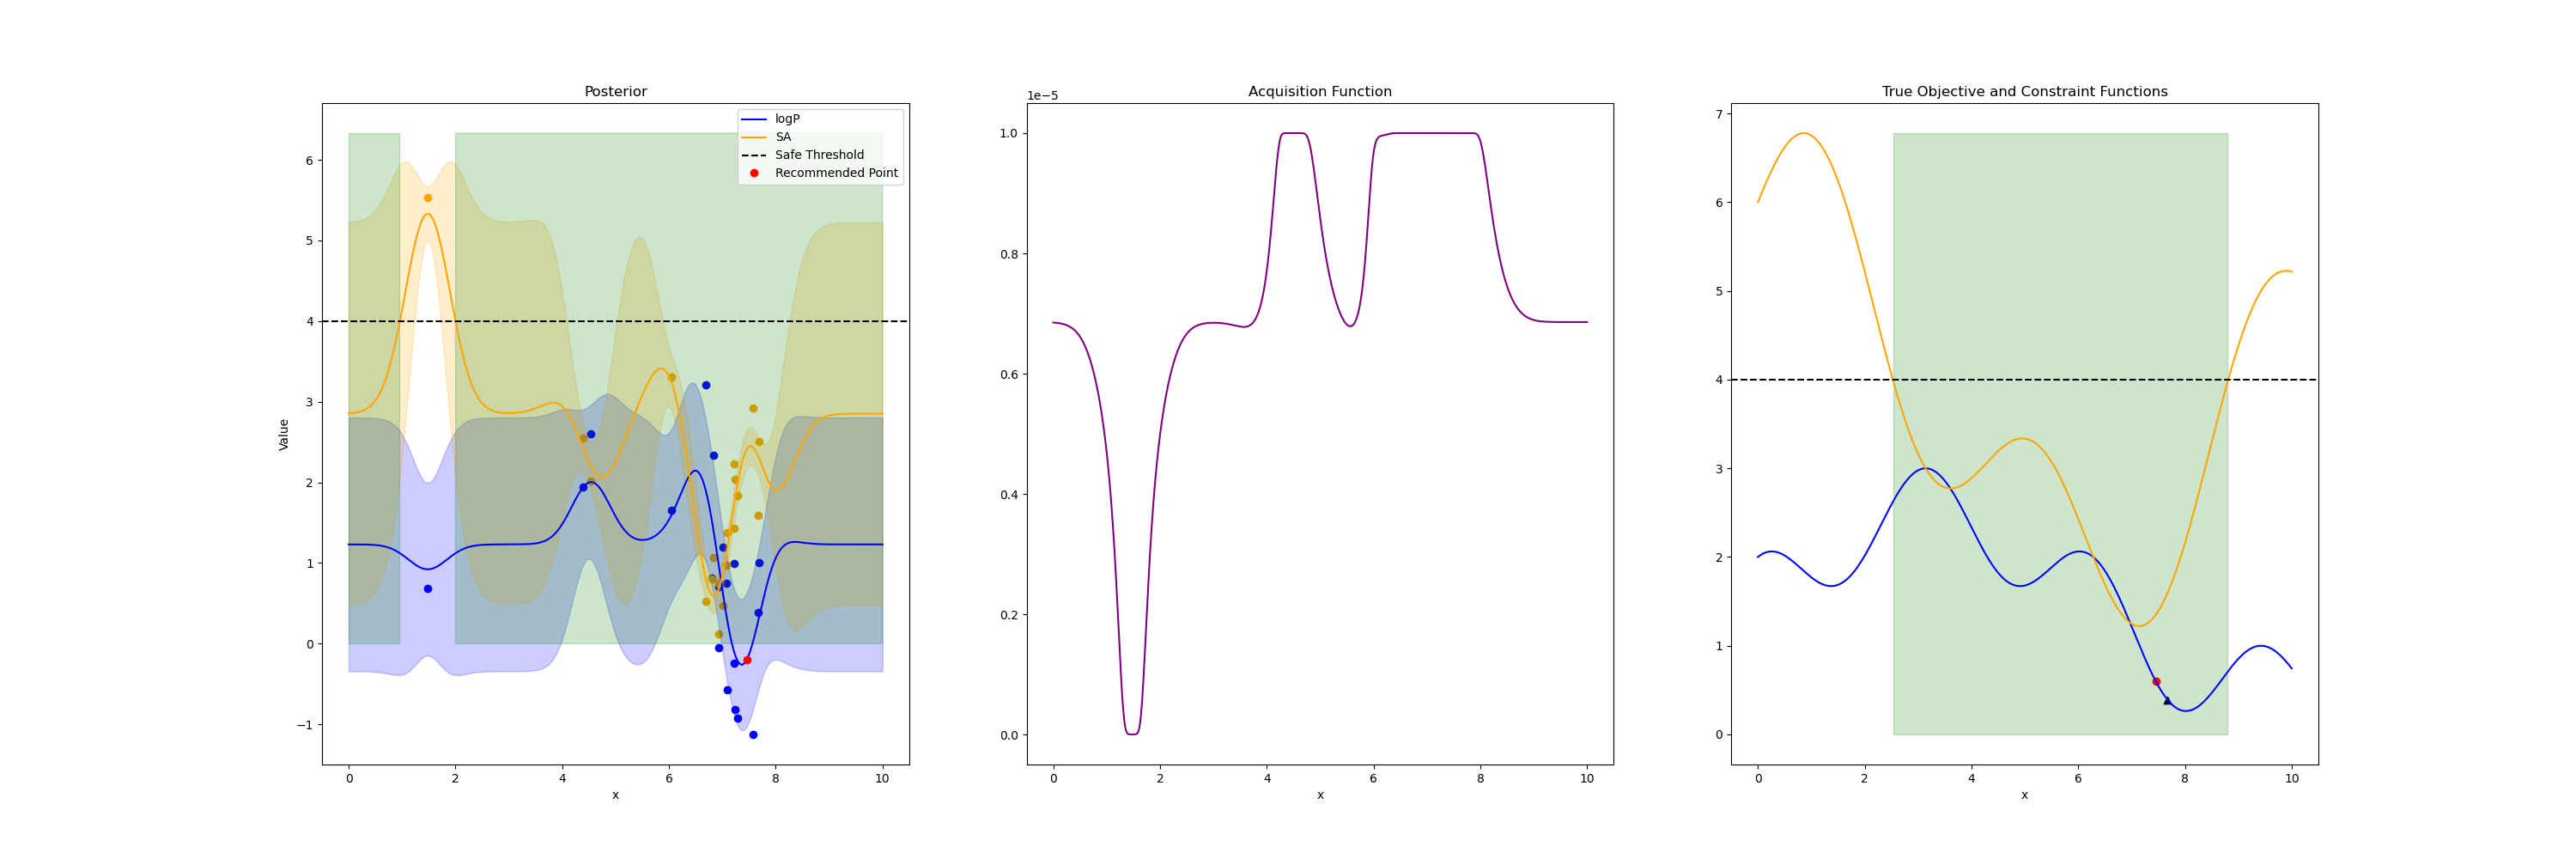 Posterior
logP
SA
Safe Threshold
Recommended Point
Value
6
5
4
3
2
1
0
−1
0 2 4 6 8 10
x
Acquisition Function
1e−5
1.0
0.8
0.6
0.4
0.2
0.0
0 2 4 6 8 10
x
True Objective and Constraint Functions
7
6
5
4
3
2
1
0
0 2 4 6 8 10
x